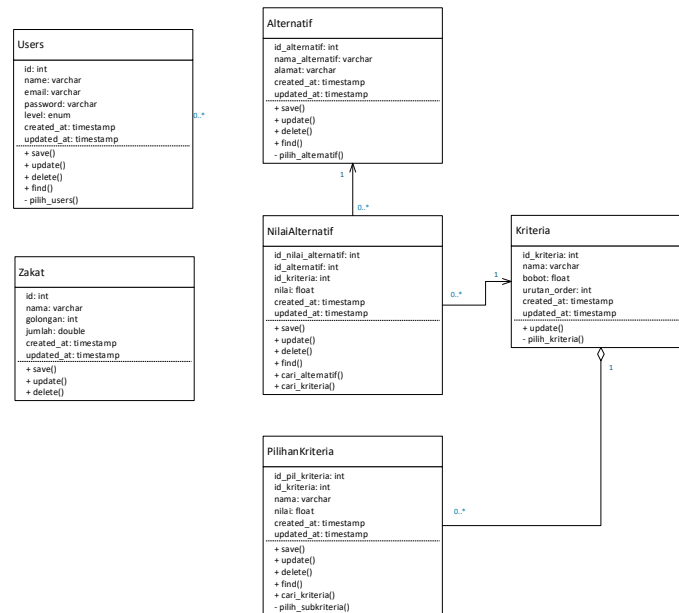 Users
id: int
name: varchar
email: varchar
password: varchar
level: enum
created_at: timestamp
updated_at: timestamp
+ save()
+ update()
+ delete()
+ find()
- pilih_users()
0..*
Alternatif
id_alternatif: int
nama_alternatif: varchar
alamat: varchar
created_at: timestamp
updated_at: timestamp
+ save()
+ update()
+ delete()
+ find()
- pilih_alternatif()
1
0..*
Zakat
id: int
nama: varchar
golongan: int
jumlah: double
created_at: timestamp
updated_at: timestamp
+ save()
+ update()
+ delete()
NilaiAlternatif
id_nilai_alternatif: int
id_alternatif: int
id_kriteria: int
nilai: float
created_at: timestamp
updated_at: timestamp
+ save()
+ update()
+ delete()
+ find()
+ cari_alternatif()
+ cari_kriteria()
0..*
1
Kriteria
id_kriteria: int
nama: varchar
bobot: float
urutan_order: int
created_at: timestamp
updated_at: timestamp
+ update()
- pilih_kriteria()
1
PilihanKriteria
id_pil_kriteria: int
id_kriteria: int
nama: varchar
nilai: float
created_at: timestamp
updated_at: timestamp
+ save()
+ update()
+ delete()
+ find()
+ cari_kriteria()
- pilih_subkriteria()
0..*